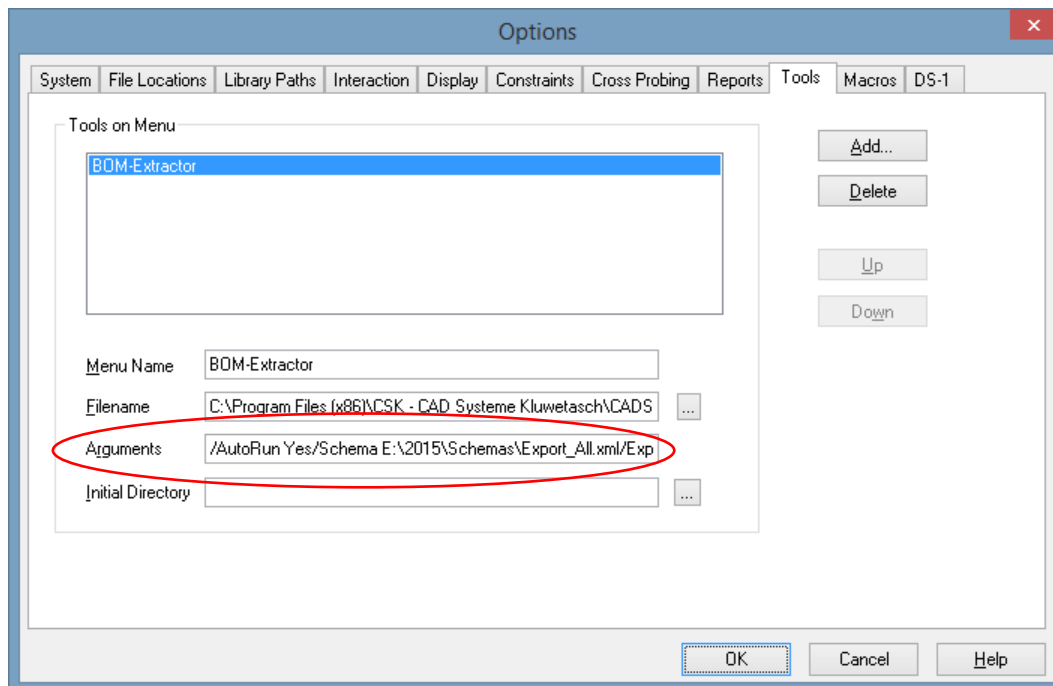 Options
System File Locations Library Paths Interaction Display Constraints Cross Probing Reports Tools Macros DS-1
Tools on Menu
BOM-Extractor
Add...
Delete
Up
Down
Menu Name BOM-Extractor
Filename C:\Program Files (x86)\CSK - CAD Systeme Kluwetasch\CADS ...
Arguments /AutoRun Yes/Schema E:\2015\Schemas\Export_All.xml/Exp
Initial Directory ...
OK Cancel Help